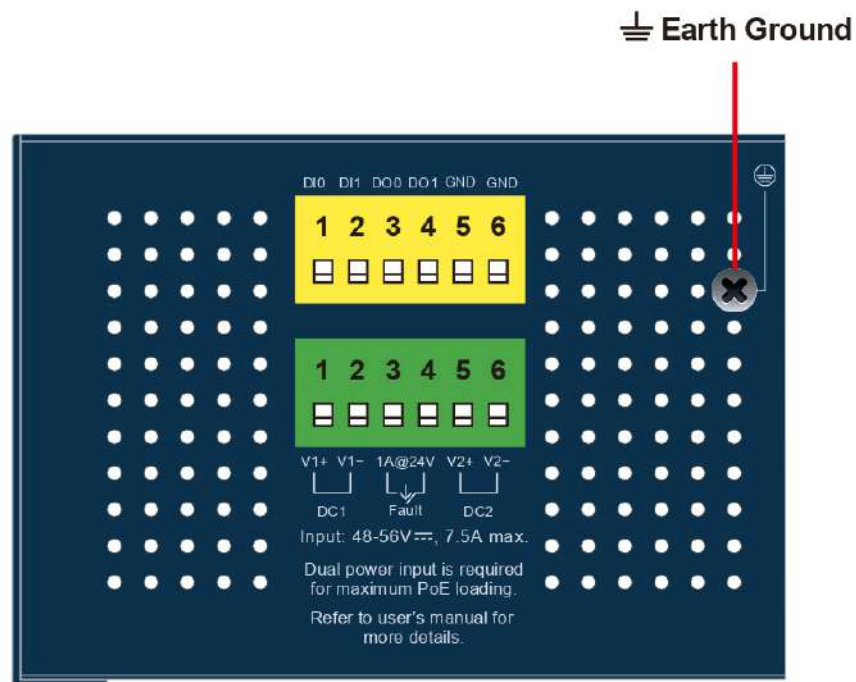 Earth Ground
DI0 DI1 DO0 DO1 GND GND
1 2 3 4 5 6
1 2 3 4 5 6
V1+ V1− 1A@24V V2+ V2−
DC1 Fault DC2
Input: 48-56V⎓, 7.5A max.
Dual power input is required
for maximum PoE loading.
Refer to user's manual for
more details.